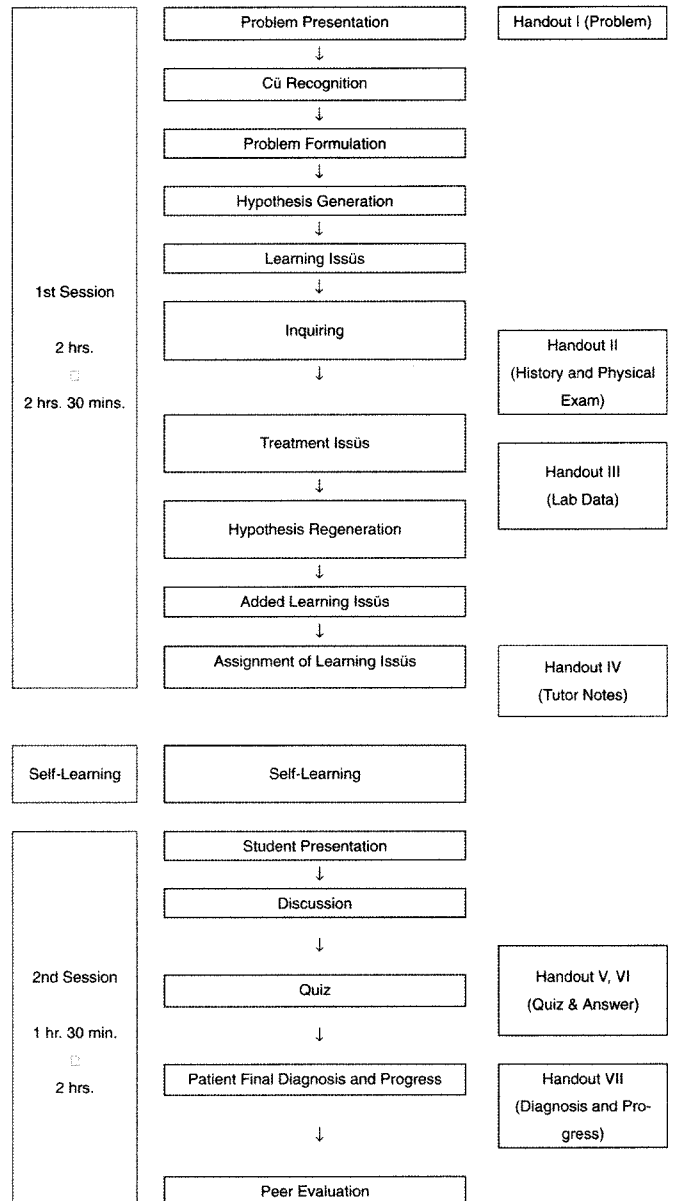 Problem Presentation
Handout I (Problem)
↓
Cü Recognition
↓
Problem Formulation
↓
Hypothesis Generation
↓
Learning Issüs
↓
1st Session
2 hrs.
2 hrs. 30 mins.
Inquiring
↓
Handout II
(History and Physical
Exam)
Treatment Issüs
↓
Handout III
(Lab Data)
Hypothesis Regeneration
↓
Added Learning Issüs
↓
Assignment of Learning Issüs
Handout IV
(Tutor Notes)
Self-Learning
Self-Learning
Student Presentation
↓
Discussion
↓
2nd Session
1 hr. 30 min.
2 hrs.
Quiz
↓
Handout V, VI
(Quiz & Answer)
Patient Final Diagnosis and Progress
↓
Handout VII
(Diagnosis and Pro-
gress)
Peer Evaluation